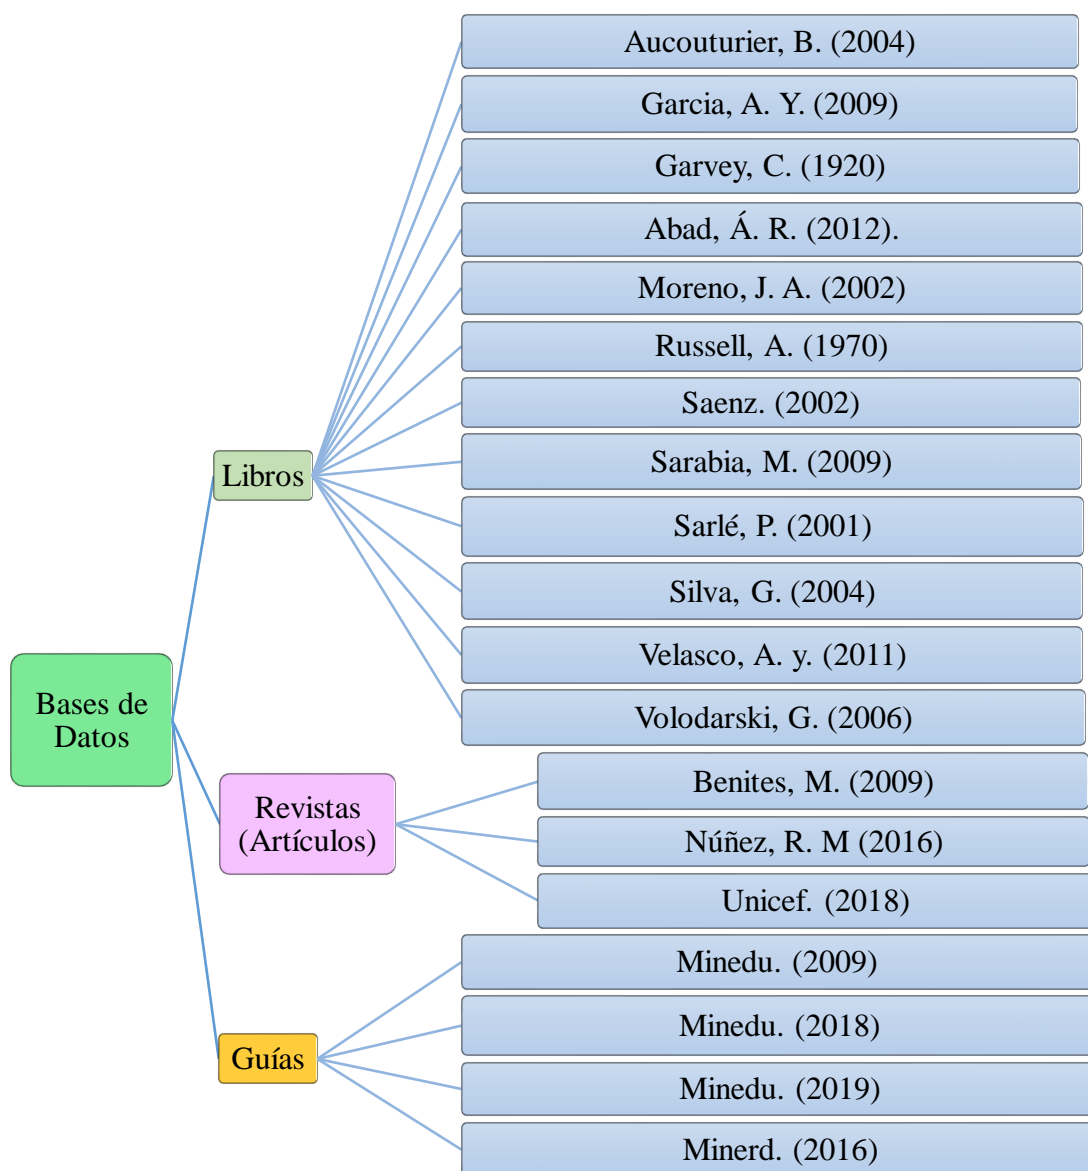 Bases de
Datos
Libros
Aucouturier, B. (2004)
Garcia, A. Y. (2009)
Garvey, C. (1920)
Abad, Á. R. (2012).
Moreno, J. A. (2002)
Russell, A. (1970)
Saenz. (2002)
Sarabia, M. (2009)
Sarlé, P. (2001)
Silva, G. (2004)
Velasco, A. y. (2011)
Volodarski, G. (2006)
Revistas
(Artículos)
Benites, M. (2009)
Núñez, R. M (2016)
Unicef. (2018)
Guías
Minedu. (2009)
Minedu. (2018)
Minedu. (2019)
Minerd. (2016)